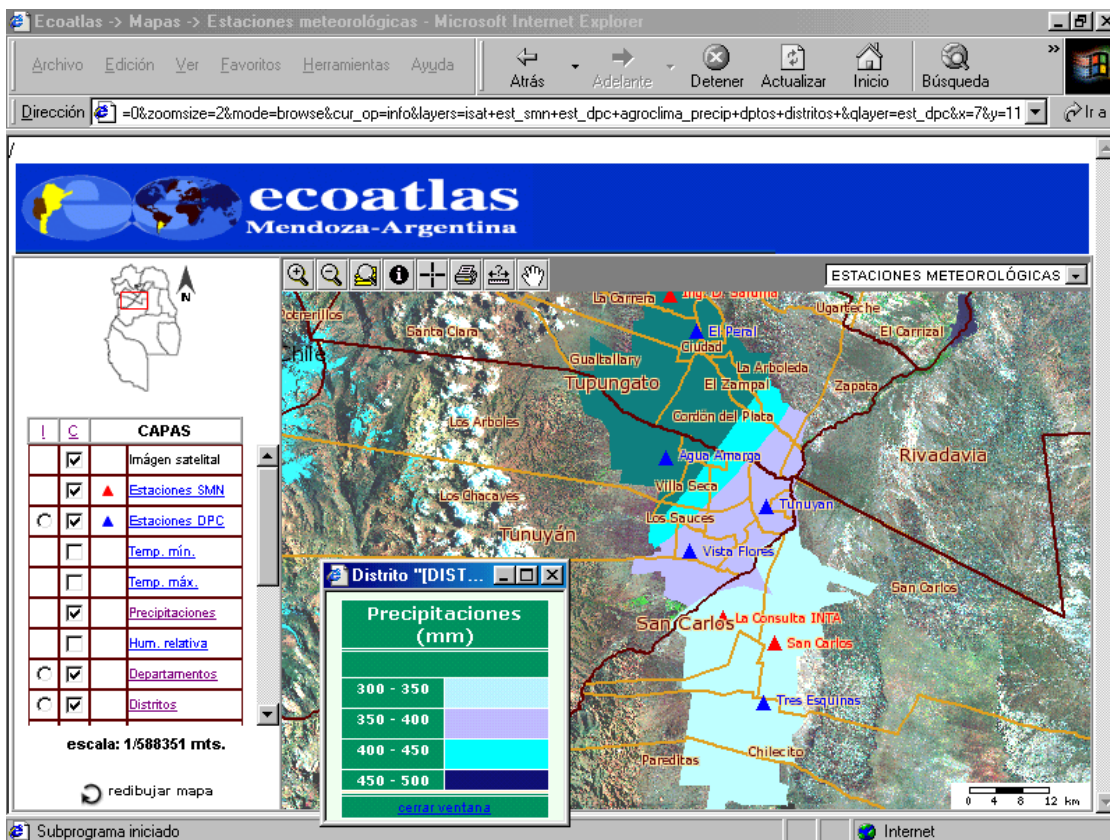 Ecoatlas -> Mapas -> Estaciones meteorológicas - Microsoft Internet Explorer
Archivo Edición Ver Favoritos Herramientas Ayuda
Atrás Adelante Detener Actualizar Inicio Búsqueda »
Dirección =0&zoomsize=2&mode=browse&cur_op=info&layers=isat+est_smn+est_dpc+agroclima_precip+dptos+distritos+&qlayer=est_dpc&x=7&y=11 Ir a
/
ecoatlas
Mendoza-Argentina
N
ESTACIONES METEOROLÓGICAS
I C CAPAS
Imágen satelital
Estaciones SMN
Estaciones DPC
Temp. mín.
Temp. máx.
Precipitaciones
Hum. relativa
Departamentos
Distritos
escala: 1/588351 mts.
redibujar mapa
La Carrera
Ugarteche
Potrerillos
Santa Clara
El Peral
El Carrizal
Ciudad
Chile
Gualtallary
La Arboleda
Tupungato
El Zampal
Zapata
Cordón del Plata
Los Arboles
Agua Amarga
Rivadavia
Villa Seca
Los Chacayes
Tunuyan
Los Sauces
Tunuyán
Vista Flores
San Carlos
La Consulta INTA
San Carlos
San Carlos
Tres Esquinas
Chilecito
Pareditas
0 4 8 12 km
Distrito "[DIST...
Precipitaciones
(mm)
300 - 350
350 - 400
400 - 450
450 - 500
cerrar ventana
Subprograma iniciado
Internet